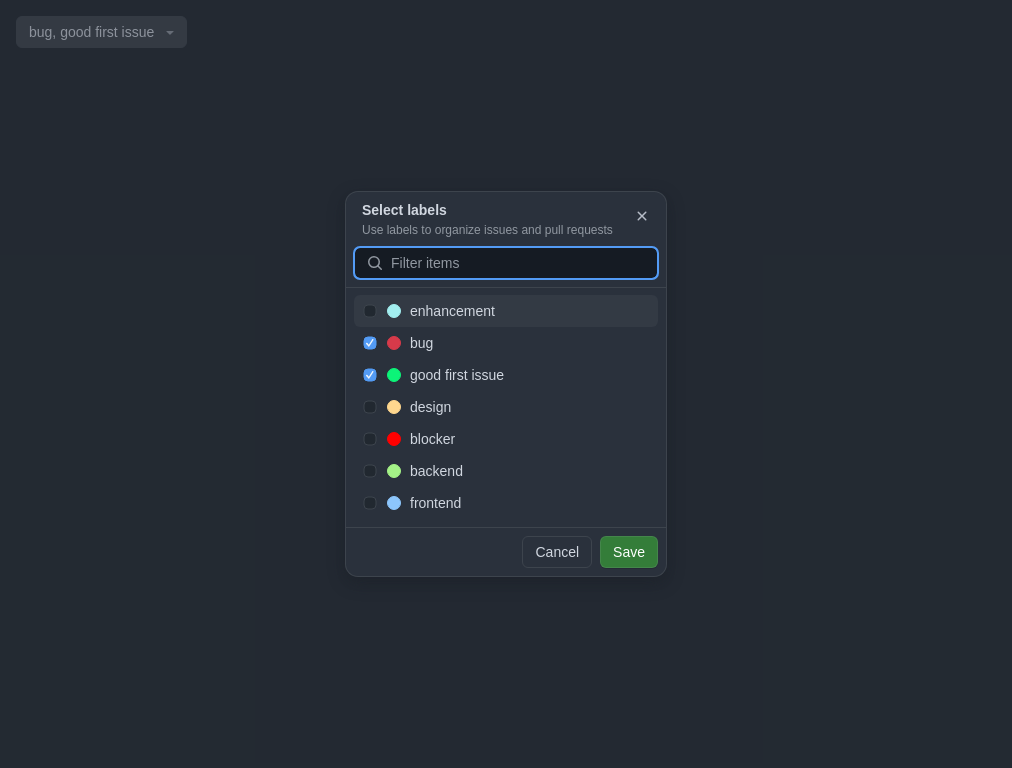 bug, good first issue
Select labels
Use labels to organize issues and pull requests
Filter items
enhancement
bug
good first issue
design
blocker
backend
frontend
Cancel
Save